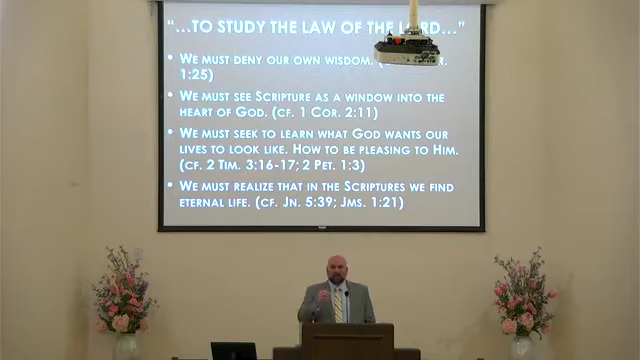 "...TO STUDY THE LAW OF THE LORD..."
• WE MUST DENY OUR OWN WISDOM. 
1:25)
• WE MUST SEE SCRIPTURE AS A WINDOW INTO THE
HEART OF GOD. (CF. 1 COR. 2:11)
• WE MUST SEEK TO LEARN WHAT GOD WANTS OUR
LIVES TO LOOK LIKE. HOW TO BE PLEASING TO HIM.
(CF. 2 TIM. 3:16-17; 2 PET. 1:3)
• WE MUST REALIZE THAT IN THE SCRIPTURES WE FIND
ETERNAL LIFE. (CF. JN. 5:39; JMS. 1:21)